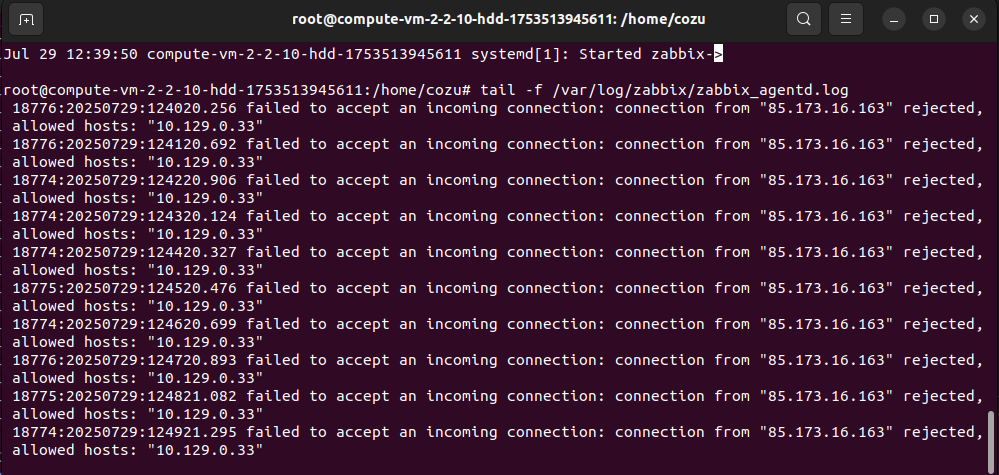 root@compute-vm-2-2-10-hdd-1753513945611: /home/cozu
Jul 29 12:39:50 compute-vm-2-2-10-hdd-1753513945611 systemd[1]: Started zabbix->
root@compute-vm-2-2-10-hdd-1753513945611:/home/cozu# tail -f /var/log/zabbix/zabbix_agentd.log
18776:20250729:124020.256 failed to accept an incoming connection: connection from "85.173.16.163" rejected,
allowed hosts: "10.129.0.33"
18776:20250729:124120.692 failed to accept an incoming connection: connection from "85.173.16.163" rejected,
allowed hosts: "10.129.0.33"
18774:20250729:124220.906 failed to accept an incoming connection: connection from "85.173.16.163" rejected,
allowed hosts: "10.129.0.33"
18774:20250729:124320.124 failed to accept an incoming connection: connection from "85.173.16.163" rejected,
allowed hosts: "10.129.0.33"
18774:20250729:124420.327 failed to accept an incoming connection: connection from "85.173.16.163" rejected,
allowed hosts: "10.129.0.33"
18775:20250729:124520.476 failed to accept an incoming connection: connection from "85.173.16.163" rejected,
allowed hosts: "10.129.0.33"
18774:20250729:124620.699 failed to accept an incoming connection: connection from "85.173.16.163" rejected,
allowed hosts: "10.129.0.33"
18776:20250729:124720.893 failed to accept an incoming connection: connection from "85.173.16.163" rejected,
allowed hosts: "10.129.0.33"
18775:20250729:124821.082 failed to accept an incoming connection: connection from "85.173.16.163" rejected,
allowed hosts: "10.129.0.33"
18774:20250729:124921.295 failed to accept an incoming connection: connection from "85.173.16.163" rejected,
allowed hosts: "10.129.0.33"